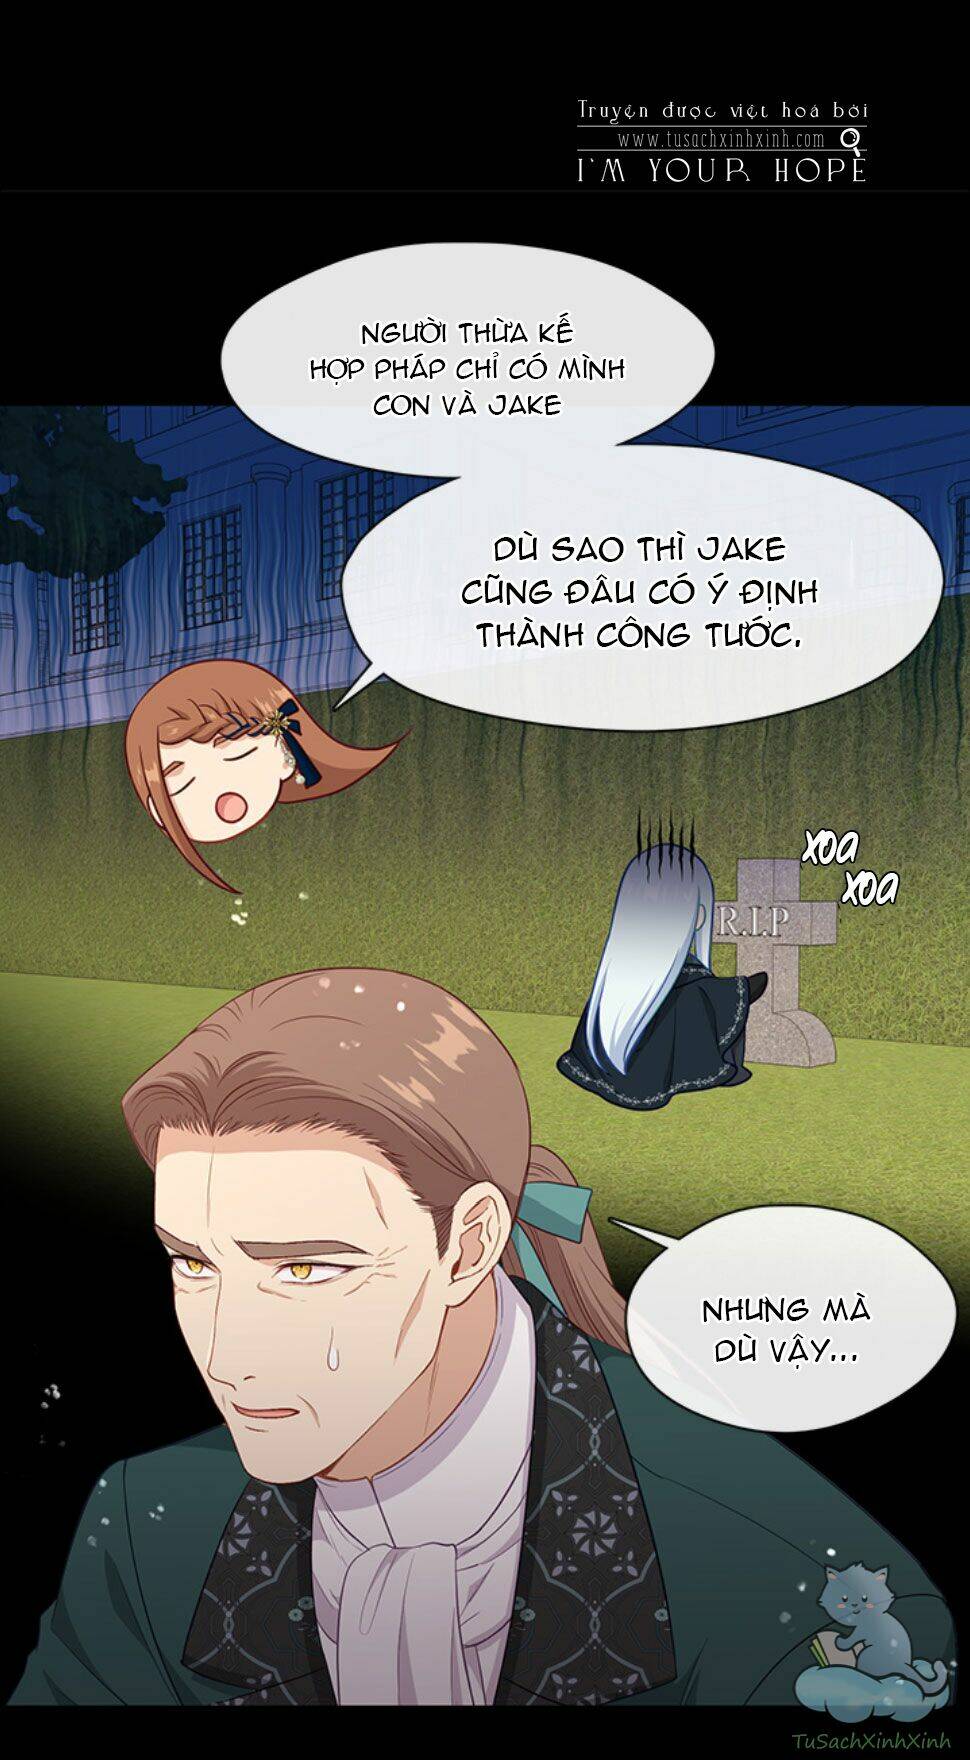 Truyện được việt hoá bởi
www.tusachxinhxinh.com
I'M YOUR HOPE
NGƯỜI THỪA KẾ
HỢP PHÁP CHỈ CÓ MÌNH
CON VÀ JAKE
DÙ SAO THÌ JAKE
CŨNG ĐÂU CÓ Ý ĐỊNH
THÀNH CÔNG TƯỚC.
XOA
XOA
R.I.P
NHƯNG MÀ
DÙ VẬY...
TuSachXinhXinh